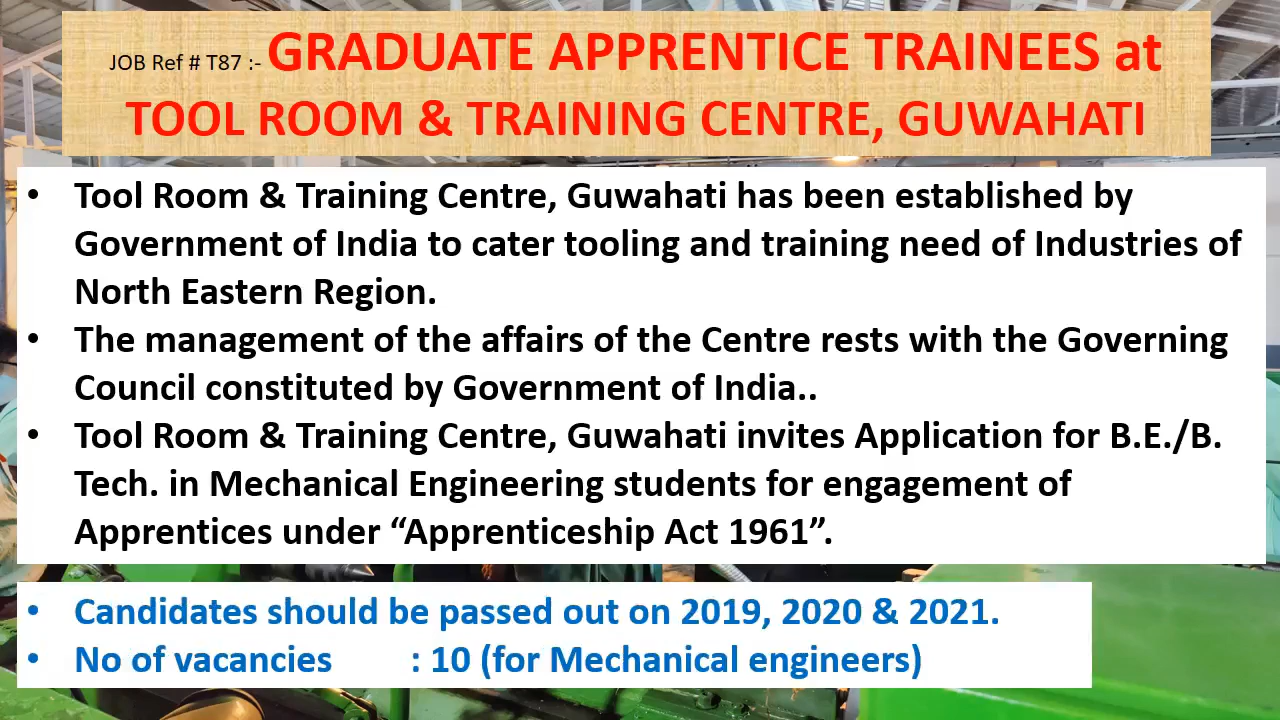 JOB Ref # T87 :- GRADUATE APPRENTICE TRAINEES at
TOOL ROOM & TRAINING CENTRE, GUWAHATI
• Tool Room & Training Centre, Guwahati has been established by
Government of India to cater tooling and training need of Industries of
North Eastern Region.
• The management of the affairs of the Centre rests with the Governing
Council constituted by Government of India..
• Tool Room & Training Centre, Guwahati invites Application for B.E./B.
Tech. in Mechanical Engineering students for engagement of
Apprentices under “Apprenticeship Act 1961”.
• Candidates should be passed out on 2019, 2020 & 2021.
• No of vacancies : 10 (for Mechanical engineers)